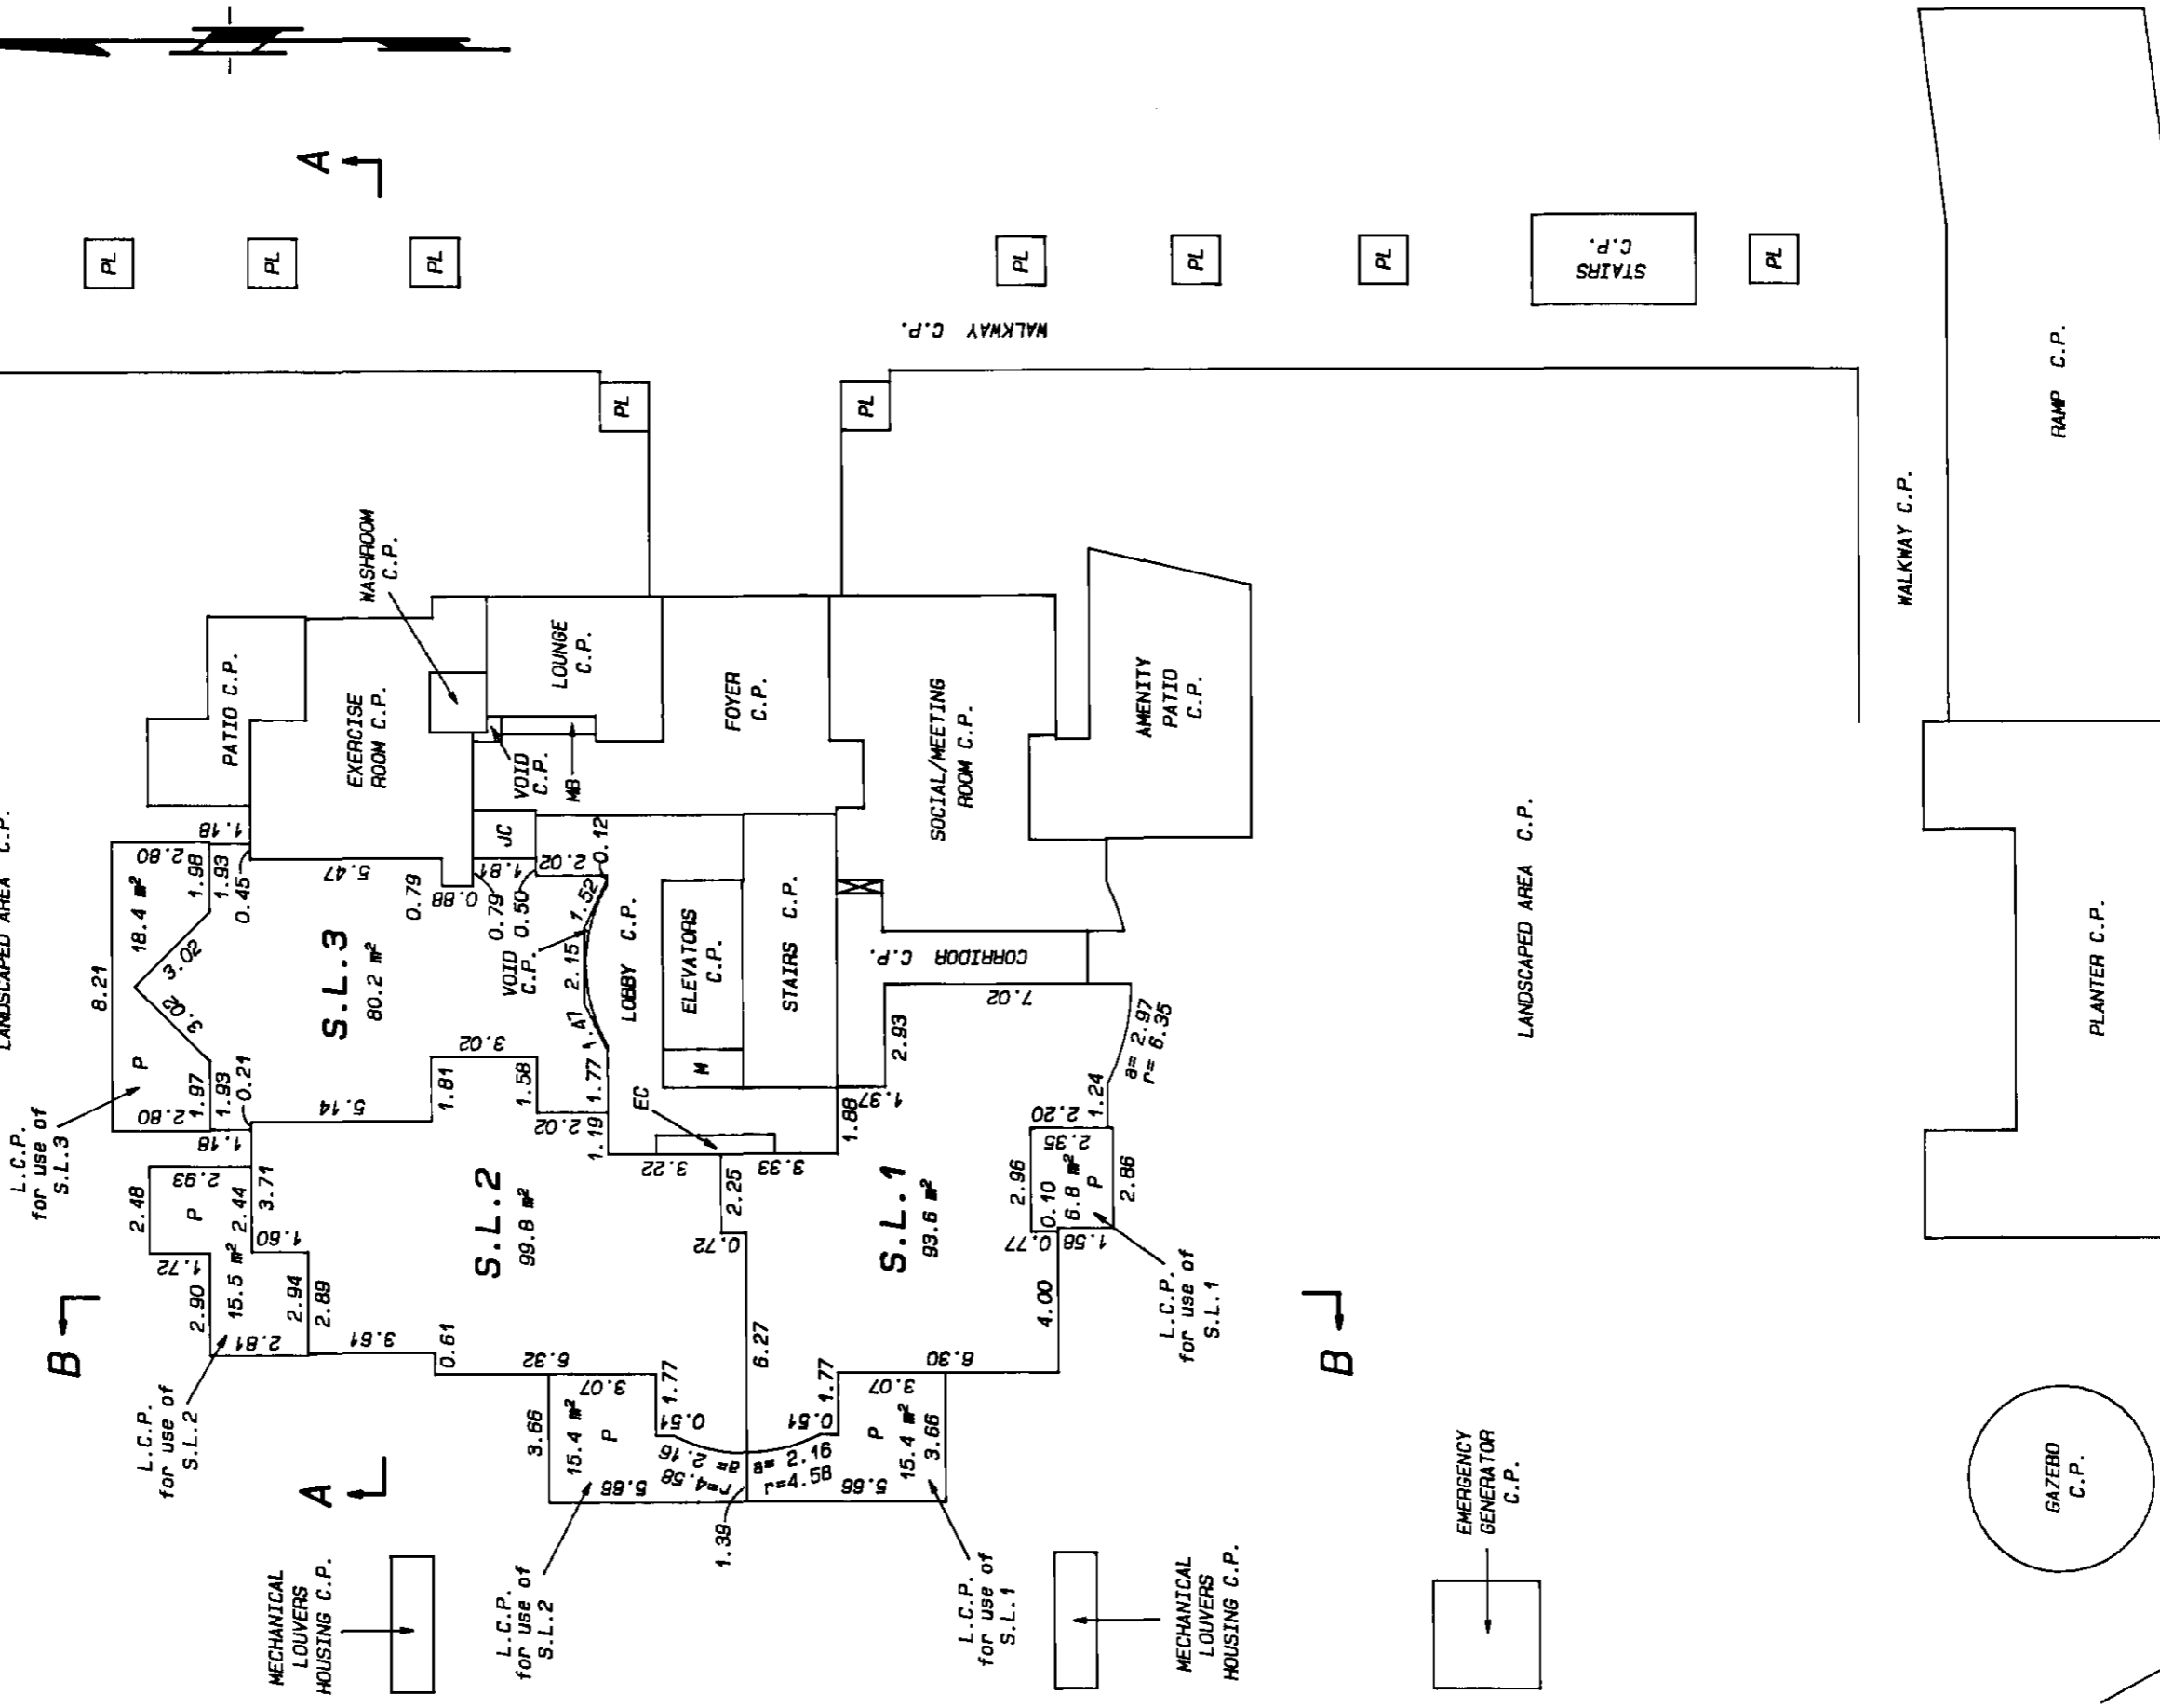 A
PL
PL
PL
PL
PL
PL
PL
STAIRS
C.P.
WALKWAY C.P.
PL
PL
RAMP C.P.
WALKWAY C.P.
LANDSCAPED AREA C.P.
WASHROOM
C.P.
PATIO C.P.
EXERCISE
ROOM C.P.
LOUNGE
C.P.
VOID
C.P.
MB
FOYER
C.P.
SOCIAL/MEETING
ROOM C.P.
AMENITY
PATIO
C.P.
LANDSCAPED AREA C.P.
PLANTER C.P.
JC
L.C.P.
for use of
S.L.3
8.21
2.80
18.4 m²
1.98
1.93
1.18
0.45
3.02
3.02
P
2.80
1.97
1.93
1.18
0.21
S.L.3
80.2 m²
5.47
0.79
0.88
0.79
1.81
0.50
2.02
0.12
1.52
2.15
VOID
C.P.
1.47
1.77
3.02
1.81
1.58
2.02
1.19
5.14
LOBBY C.P.
ELEVATORS
C.P.
M
STAIRS C.P.
CORRIDOR C.P.
EC
B
L.C.P.
for use of
S.L.2
2.48
2.93
P
1.72
2.90
15.5 m²
2.44
3.71
1.60
2.94
2.89
2.81
3.61
0.61
S.L.2
99.8 m²
3.22
3.33
2.25
0.72
6.27
6.32
3.07
1.77
0.51
3.66
15.4 m²
P
5.66
a= 2.16
r=4.58
1.39
L.C.P.
for use of
S.L.2
A
MECHANICAL
LOUVERS
HOUSING C.P.
S.L.1
93.6 m²
1.88
1.37
2.93
7.02
a= 2.97
r= 6.35
1.24
2.20
2.35
2.96
0.10
6.8 m²
P
2.86
0.77
1.58
4.00
6.30
3.07
1.77
0.51
a= 2.16
r=4.58
P
15.4 m²
3.66
5.66
L.C.P.
for use of
S.L.1
L.C.P.
for use of
S.L.1
B
MECHANICAL
LOUVERS
HOUSING C.P.
EMERGENCY
GENERATOR
C.P.
GAZEBO
C.P.